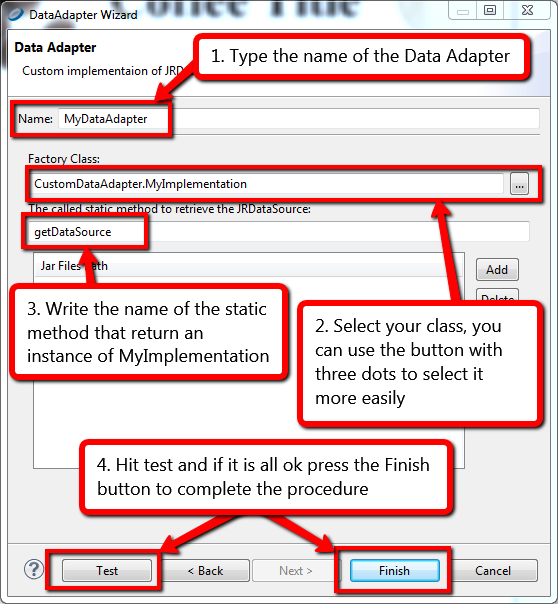 Coffee Title
DataAdapter Wizard
Data Adapter
Custom implementaion of JRD
1. Type the name of the Data Adapter
Name: MyDataAdapter
Factory Class:
CustomDataAdapter.MyImplementation
...
The called static method to retrieve the JRDataSource:
getDataSource
Jar Files Path
Add
Delete
3. Write the name of the static
method that return an
instance of MyImplementation
2. Select your class, you
can use the button with
three dots to select it
more easily
4. Hit test and if it is all ok press the Finish
button to complete the procedure
?
Test
< Back
Next >
Finish
Cancel